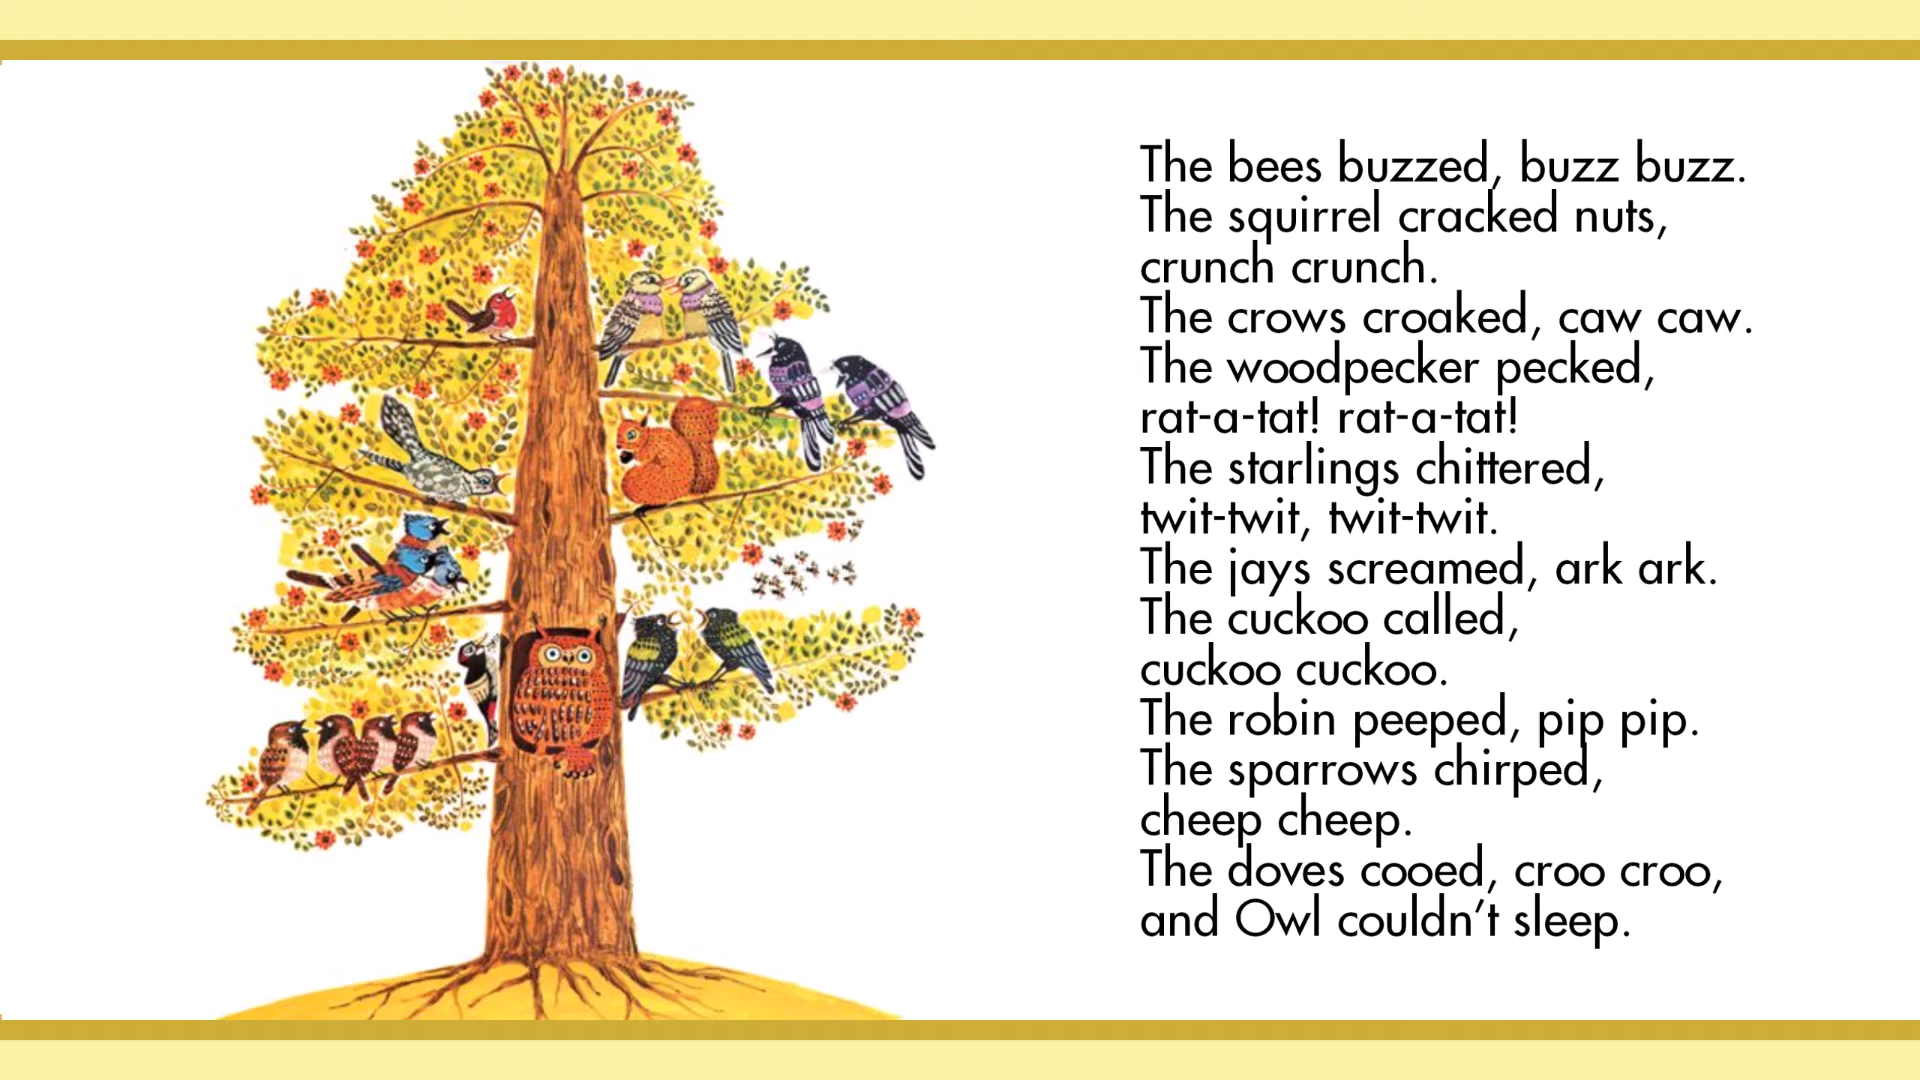 The bees buzzed, buzz buzz.
The squirrel cracked nuts,
crunch crunch.
The crows croaked, caw caw.
The woodpecker pecked,
rat-a-tat! rat-a-tat!
The starlings chittered,
twit-twit, twit-twit.
The jays screamed, ark ark.
The cuckoo called,
cuckoo cuckoo.
The robin peeped, pip pip.
The sparrows chirped,
cheep cheep.
The doves cooed, croo croo,
and Owl couldn’t sleep.